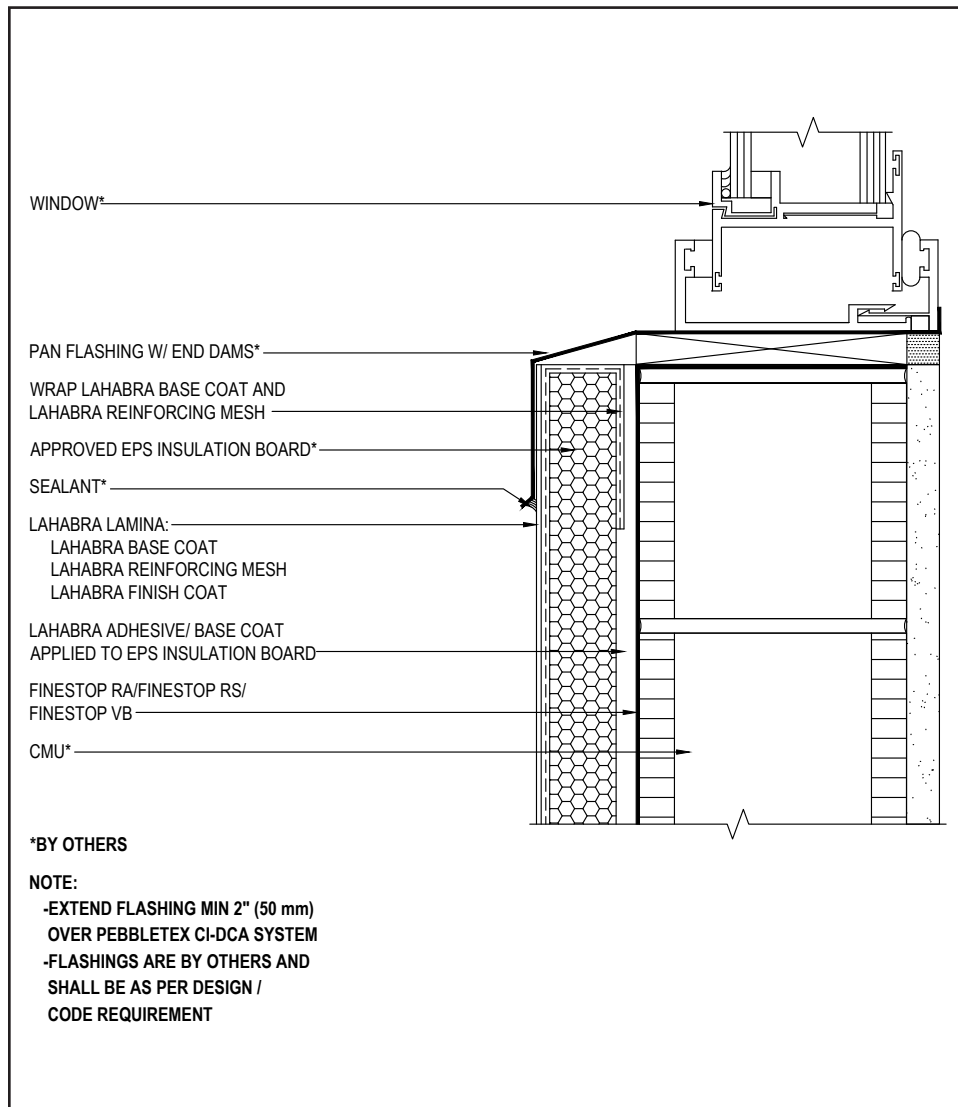 WINDOW*
PAN FLASHING W/ END DAMS*
WRAP LAHABRA BASE COAT AND
LAHABRA REINFORCING MESH
APPROVED EPS INSULATION BOARD*
SEALANT*
LAHABRA LAMINA:
LAHABRA BASE COAT
LAHABRA REINFORCING MESH
LAHABRA FINISH COAT
LAHABRA ADHESIVE/ BASE COAT
APPLIED TO EPS INSULATION BOARD
FINESTOP RA/FINESTOP RS/
FINESTOP VB
CMU*
*BY OTHERS
NOTE:
-EXTEND FLASHING MIN 2" (50 mm)
OVER PEBBLETEX CI-DCA SYSTEM
-FLASHINGS ARE BY OTHERS AND
SHALL BE AS PER DESIGN /
CODE REQUIREMENT